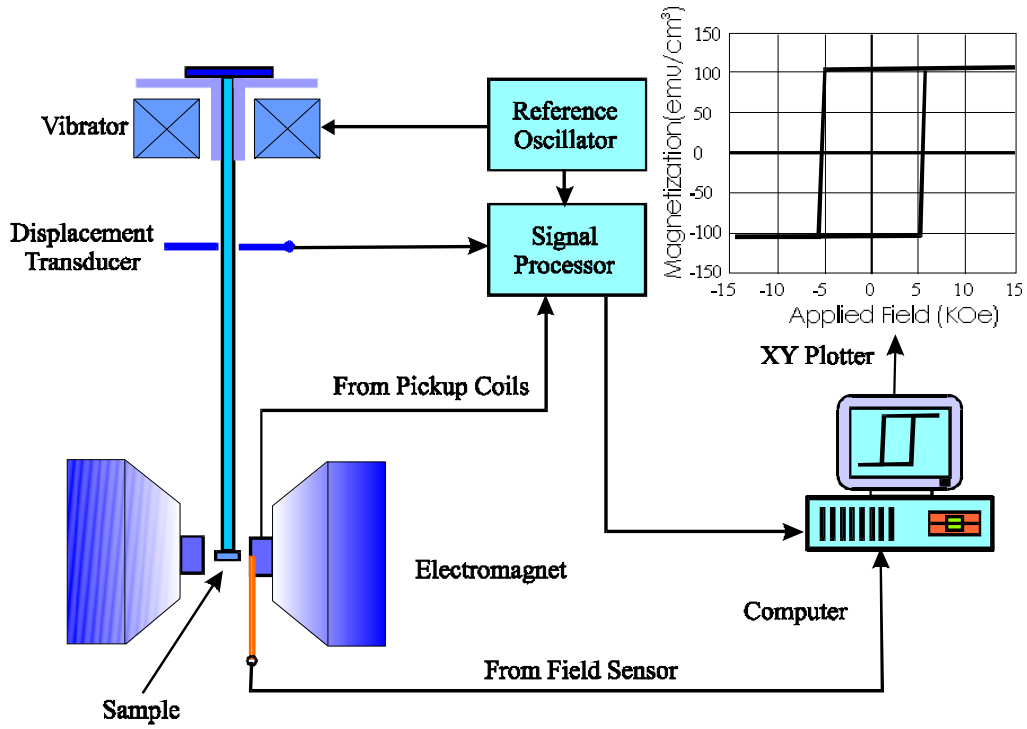 Vibrator
Reference
Oscillator
Displacement
Transducer
Signal
Processor
Magnetization(emu/cm³)
150
100
50
0
-50
-100
-150
-15
-10
-5
0
5
10
15
Applied Field (KOe)
XY Plotter
From Pickup Coils
Electromagnet
Computer
From Field Sensor
Sample